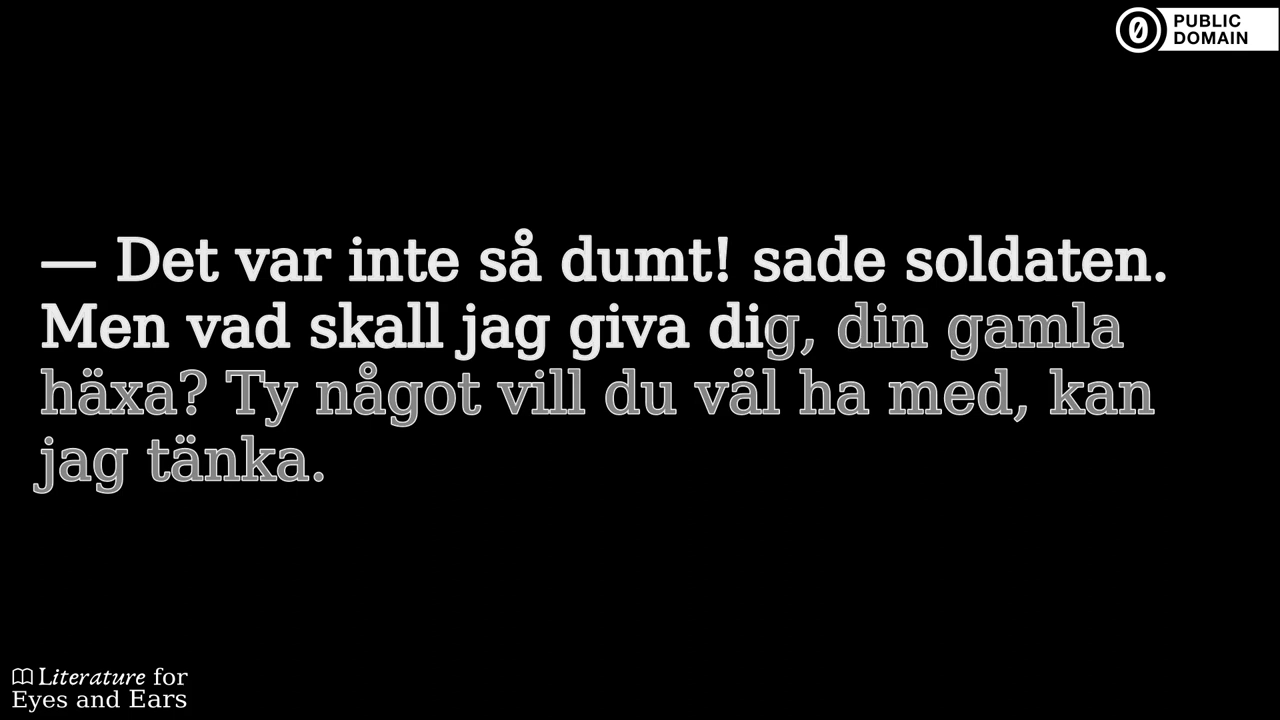 PUBLIC
DOMAIN
— Det var inte så dumt! sade soldaten.
Men vad skall jag giva dig, din gamla
häxa? Ty något vill du väl ha med, kan
jag tänka.
Literature for
Eyes and Ears